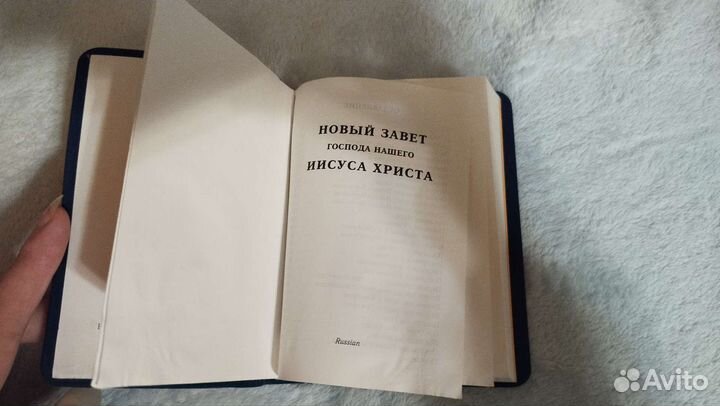 НОВЫЙ ЗАВЕТ
ГОСПОДА НАШЕГО
ИИСУСА ХРИСТА
Russian
Avito